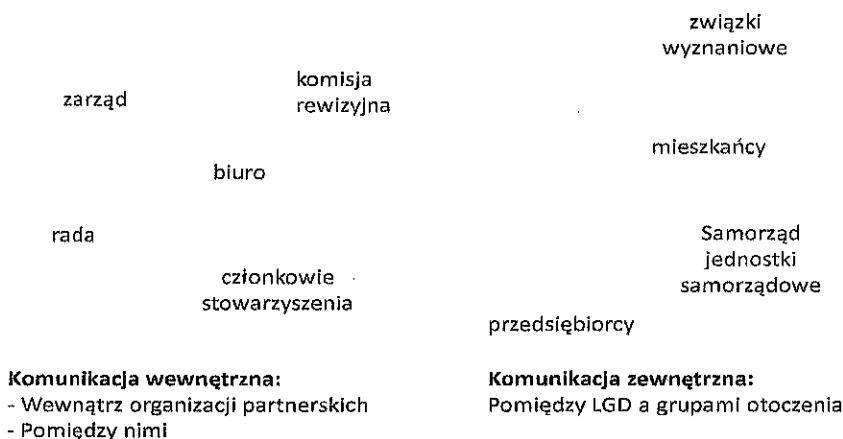 związki
wyznaniowe
komisja
rewizyjna
zarząd
mieszkańcy
biuro
rada
Samorząd
jednostki
samorządowe
członkowie
stowarzyszenia
przedsiębiorcy
Komunikacja wewnętrzna:
- Wewnątrz organizacji partnerskich
- Pomiędzy nimi
Komunikacja zewnętrzna:
Pomiędzy LGD a grupami otoczenia